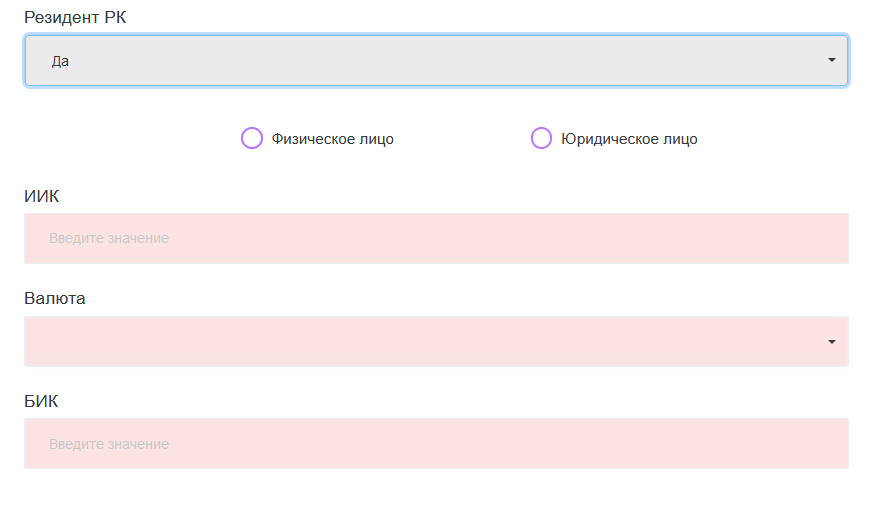 Резидент РК
Да
Физическое лицо Юридическое лицо
ИИК
Введите значение
Валюта
БИК
Введите значение